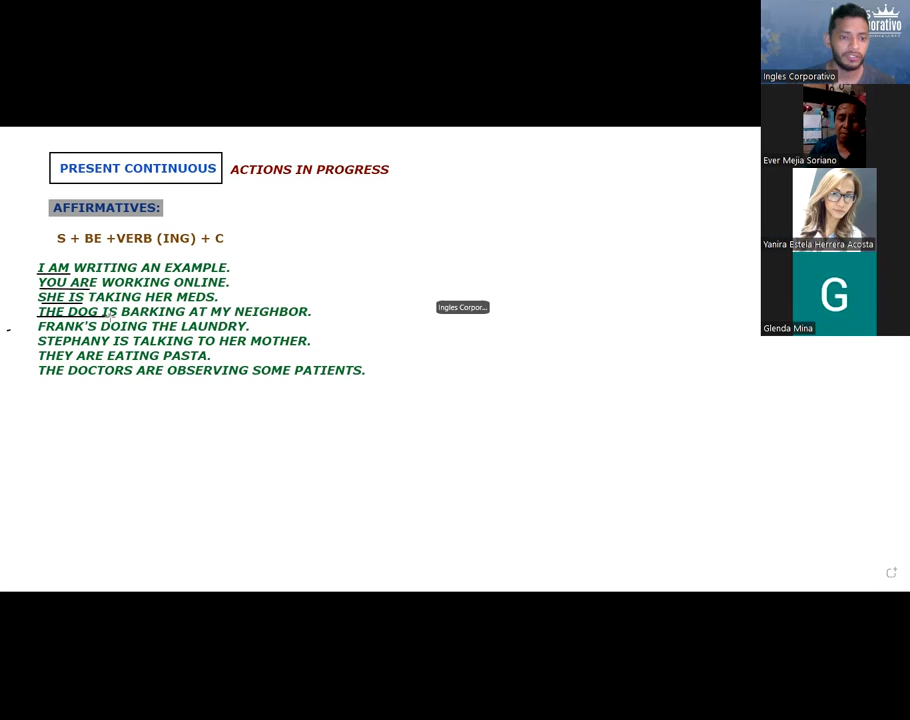 PRESENT CONTINUOUS
ACTIONS IN PROGRESS
AFFIRMATIVES:
S + BE +VERB (ING) + C
I AM WRITING AN EXAMPLE.
YOU ARE WORKING ONLINE.
SHE IS TAKING HER MEDS.
THE DOG IS BARKING AT MY NEIGHBOR.
FRANK'S DOING THE LAUNDRY.
STEPHANY IS TALKING TO HER MOTHER.
THEY ARE EATING PASTA.
THE DOCTORS ARE OBSERVING SOME PATIENTS.
Ingles Corpor...
Ingles Corporativo
Ever Mejia Soriano
Yanira Estela Herrera Acosta
G
Glenda Mina